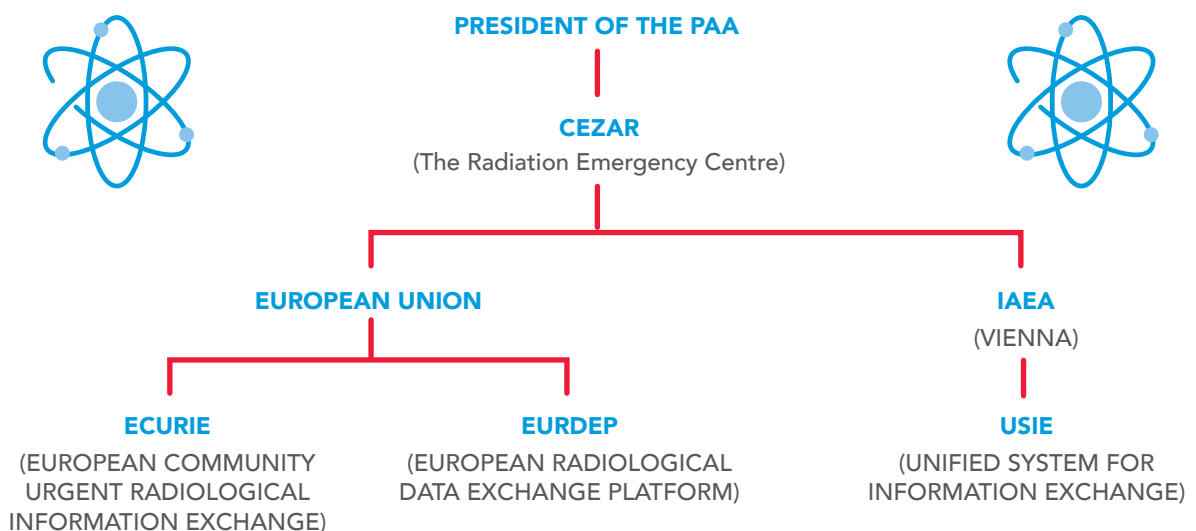 PRESIDENT OF THE PAA
CEZAR
(The Radiation Emergency Centre)
EUROPEAN UNION
IAEA
(VIENNA)
ECURIE
(EUROPEAN COMMUNITY
URGENT RADIOLOGICAL
INFORMATION EXCHANGE)
EURDEP
(EUROPEAN RADIOLOGICAL
DATA EXCHANGE PLATFORM)
USIE
(UNIFIED SYSTEM FOR
INFORMATION EXCHANGE)